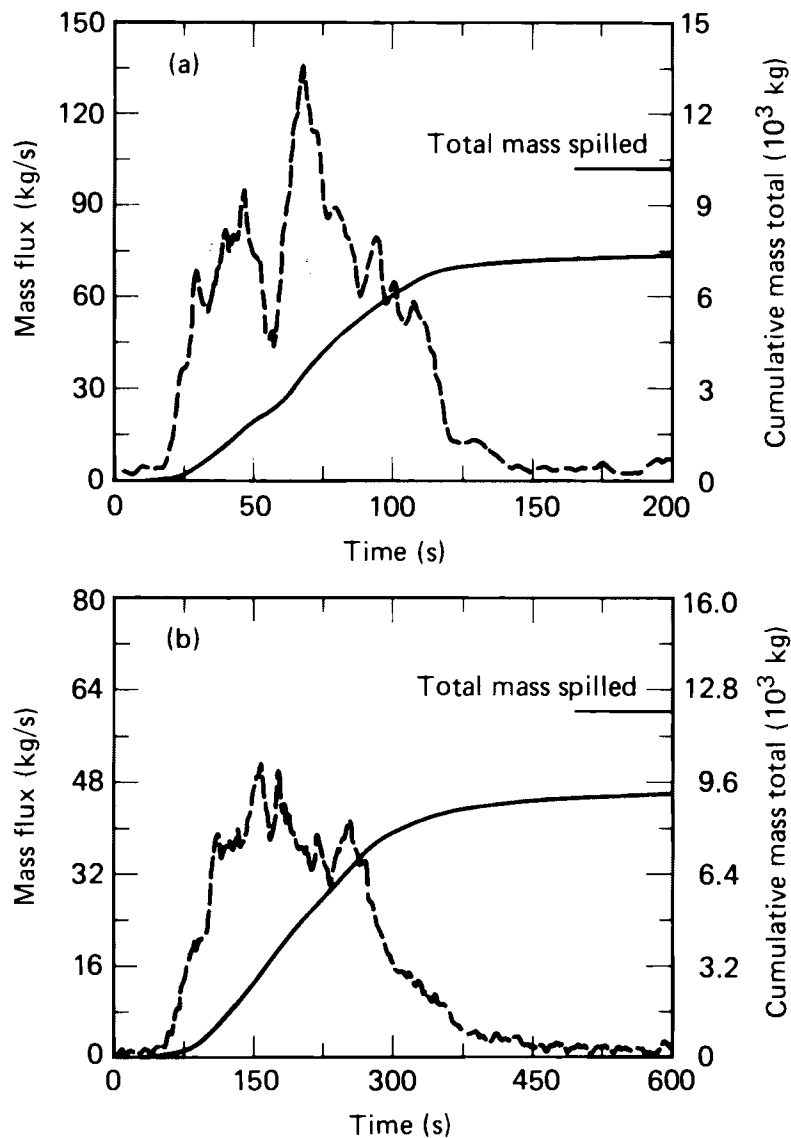 (a)
Total mass spilled
Mass flux (kg/s)
150
120
90
60
30
0
Cumulative mass total (10³ kg)
15
12
9
6
3
0
0 50 100 150 200
Time (s)
(b)
Total mass spilled
Mass flux (kg/s)
80
64
48
32
16
0
Cumulative mass total (10³ kg)
16.0
12.8
9.6
6.4
3.2
0
0 150 300 450 600
Time (s)